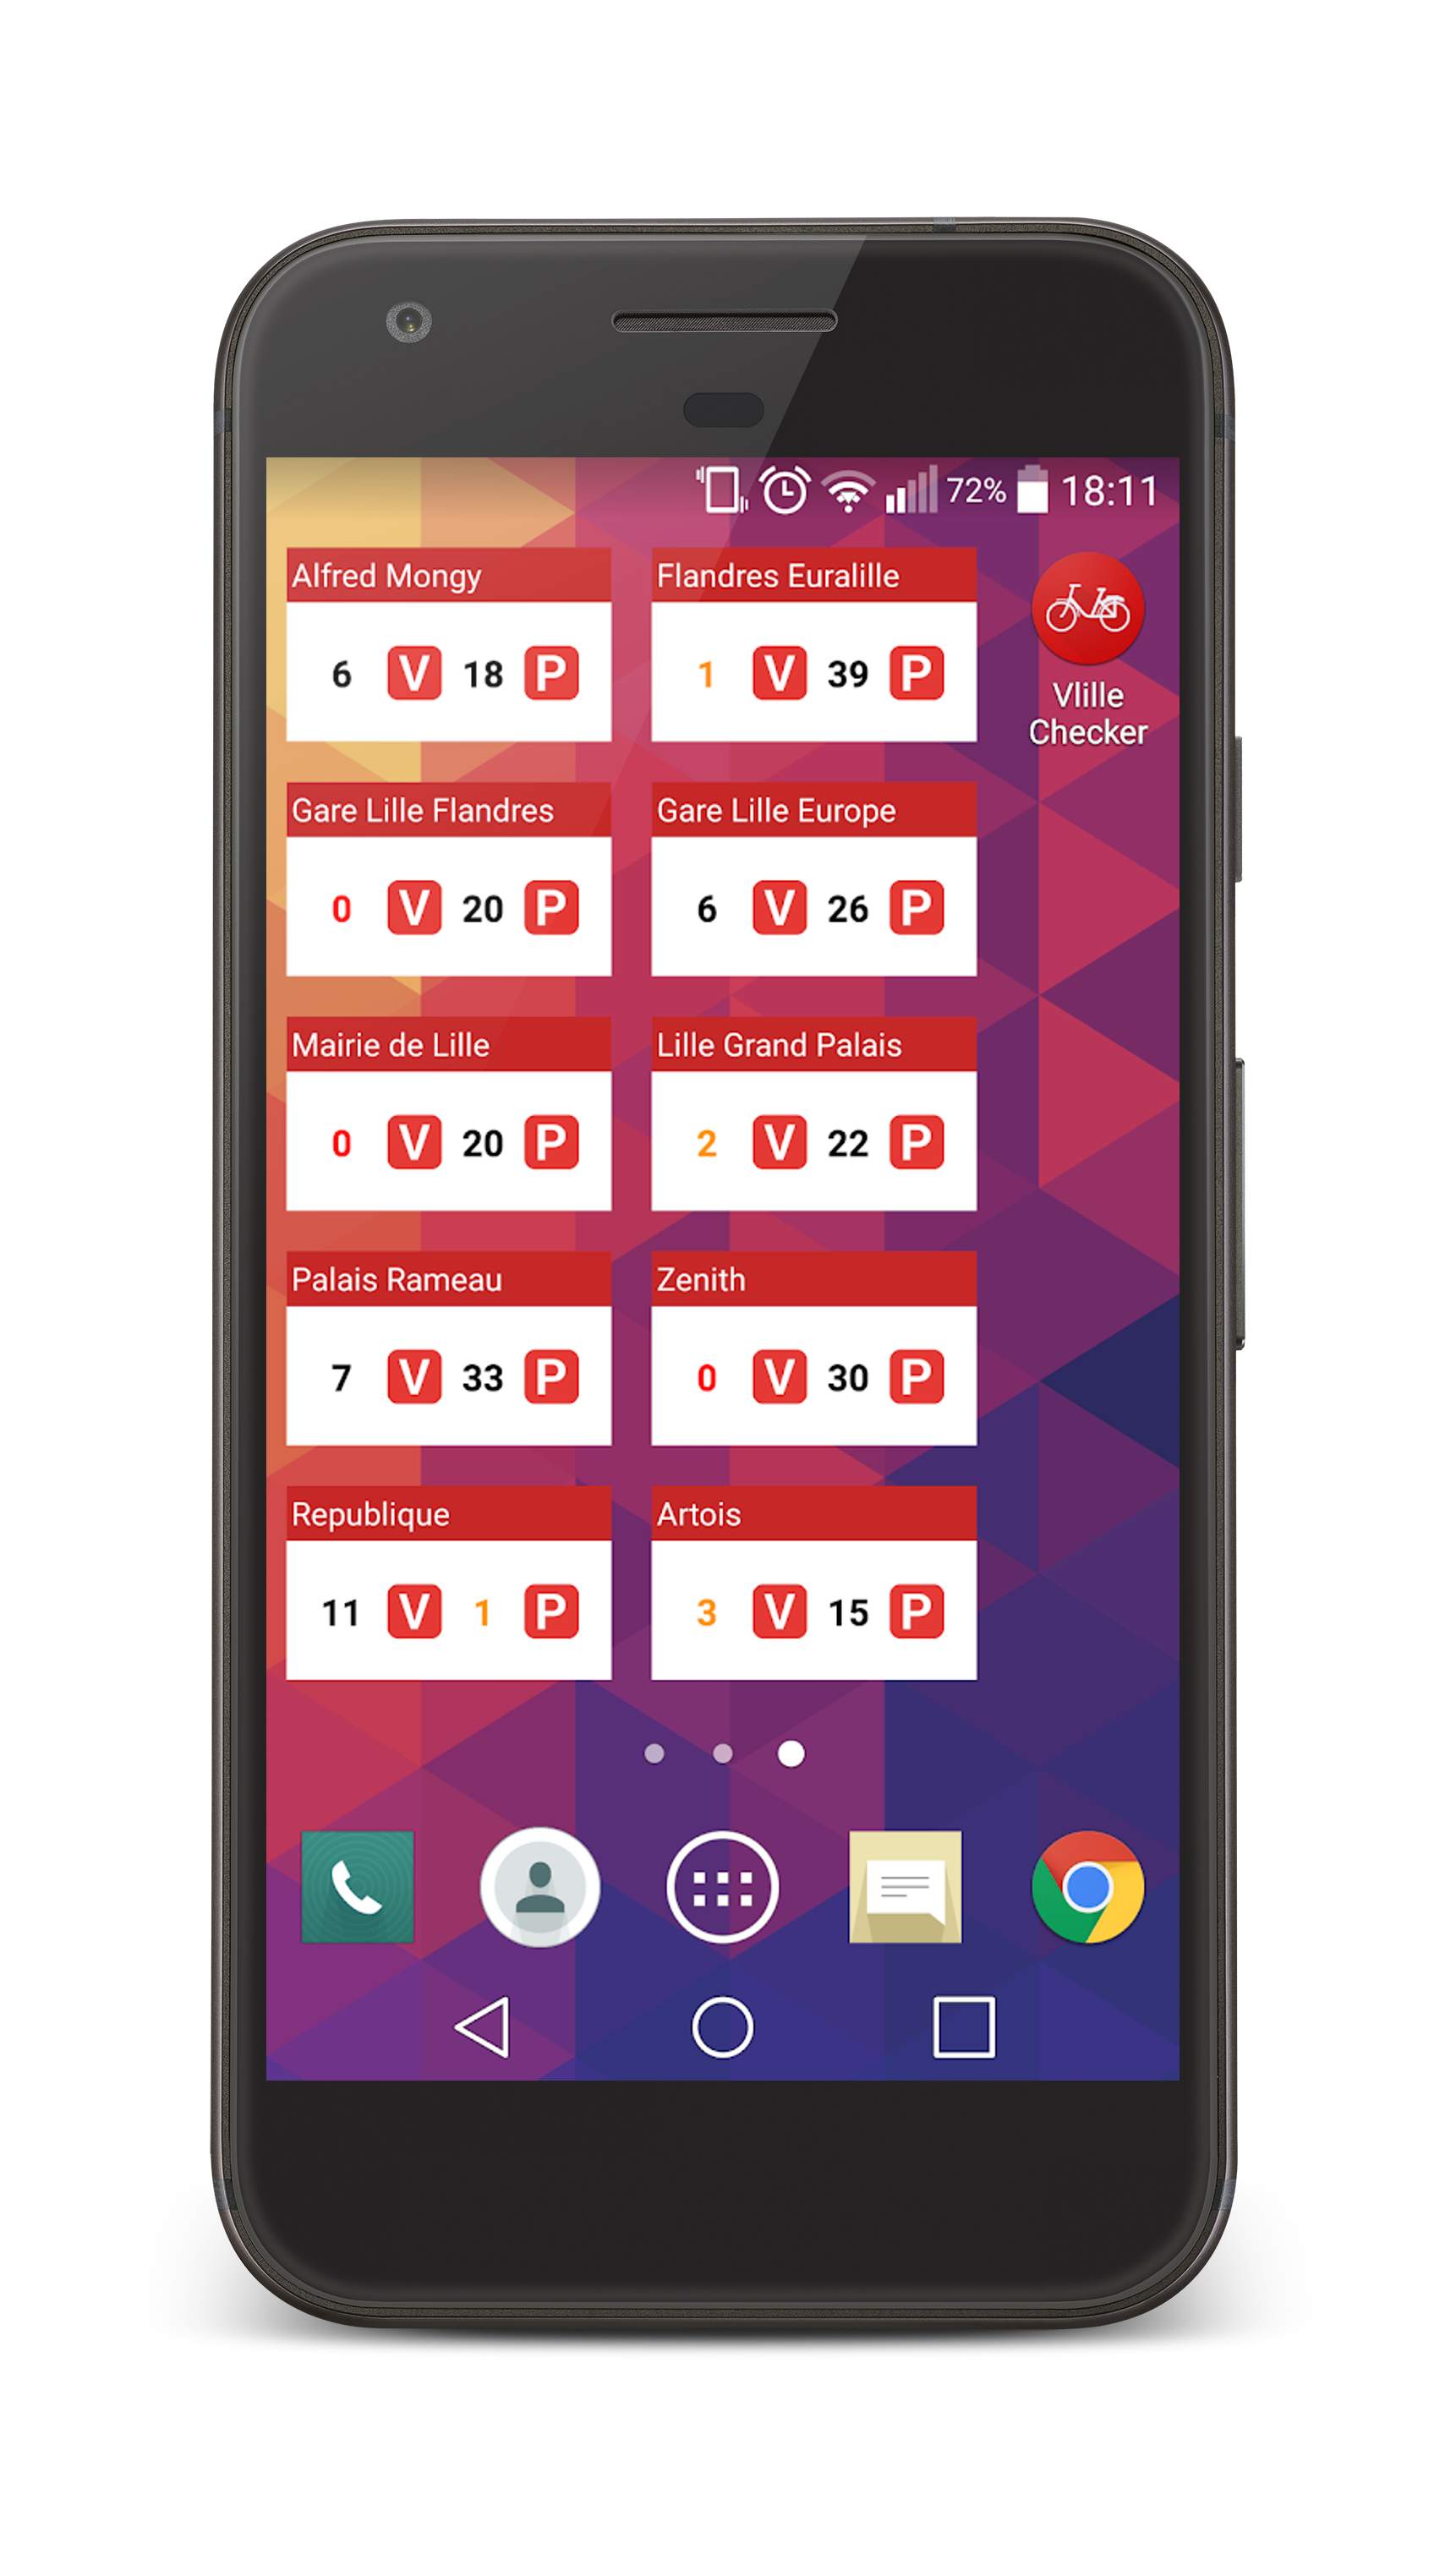 72% 18:11
Alfred Mongy
6 V 18 P
Flandres Euralille
1 V 39 P
Vlille
Checker
Gare Lille Flandres
0 V 20 P
Gare Lille Europe
6 V 26 P
Mairie de Lille
0 V 20 P
Lille Grand Palais
2 V 22 P
Palais Rameau
7 V 33 P
Zenith
0 V 30 P
Republique
11 V 1 P
Artois
3 V 15 P